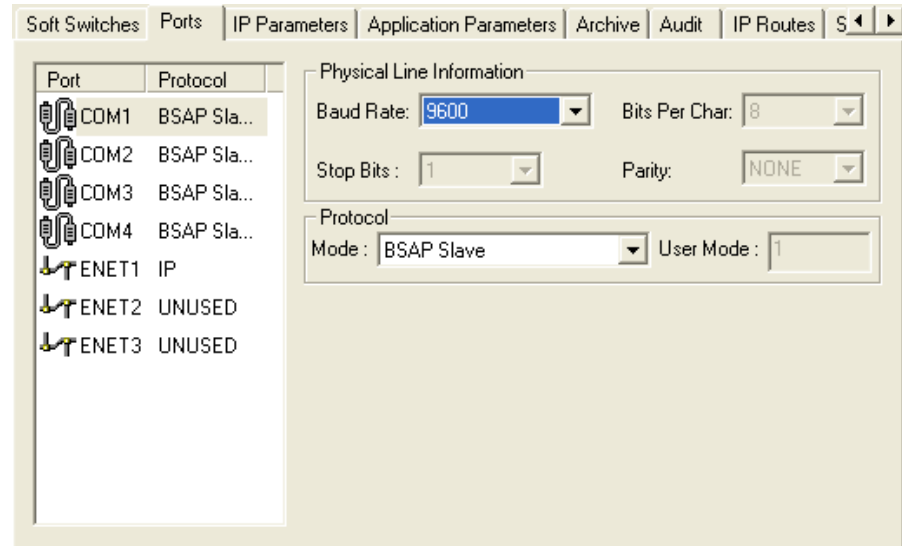 Soft Switches Ports IP Parameters Application Parameters Archive Audit IP Routes S
Port Protocol
COM1 BSAP Sla...
COM2 BSAP Sla...
COM3 BSAP Sla...
COM4 BSAP Sla...
ENET1 IP
ENET2 UNUSED
ENET3 UNUSED
Physical Line Information
Baud Rate: 9600 Bits Per Char: 8
Stop Bits : 1 Parity: NONE
Protocol
Mode : BSAP Slave User Mode : 1